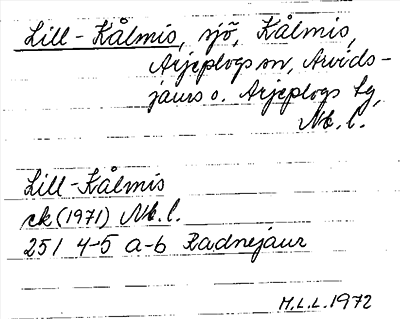 Lill-Kålmis, sjö, Kålmis,
Arjeplogs sn, Arvids-
jaurs o. Arjeplogs tg,
Nb. l.
Lill-Kålmis
ek (1971) Nb. l.
25I 4-5 a-b Radnejaur
M.L.L. 1972